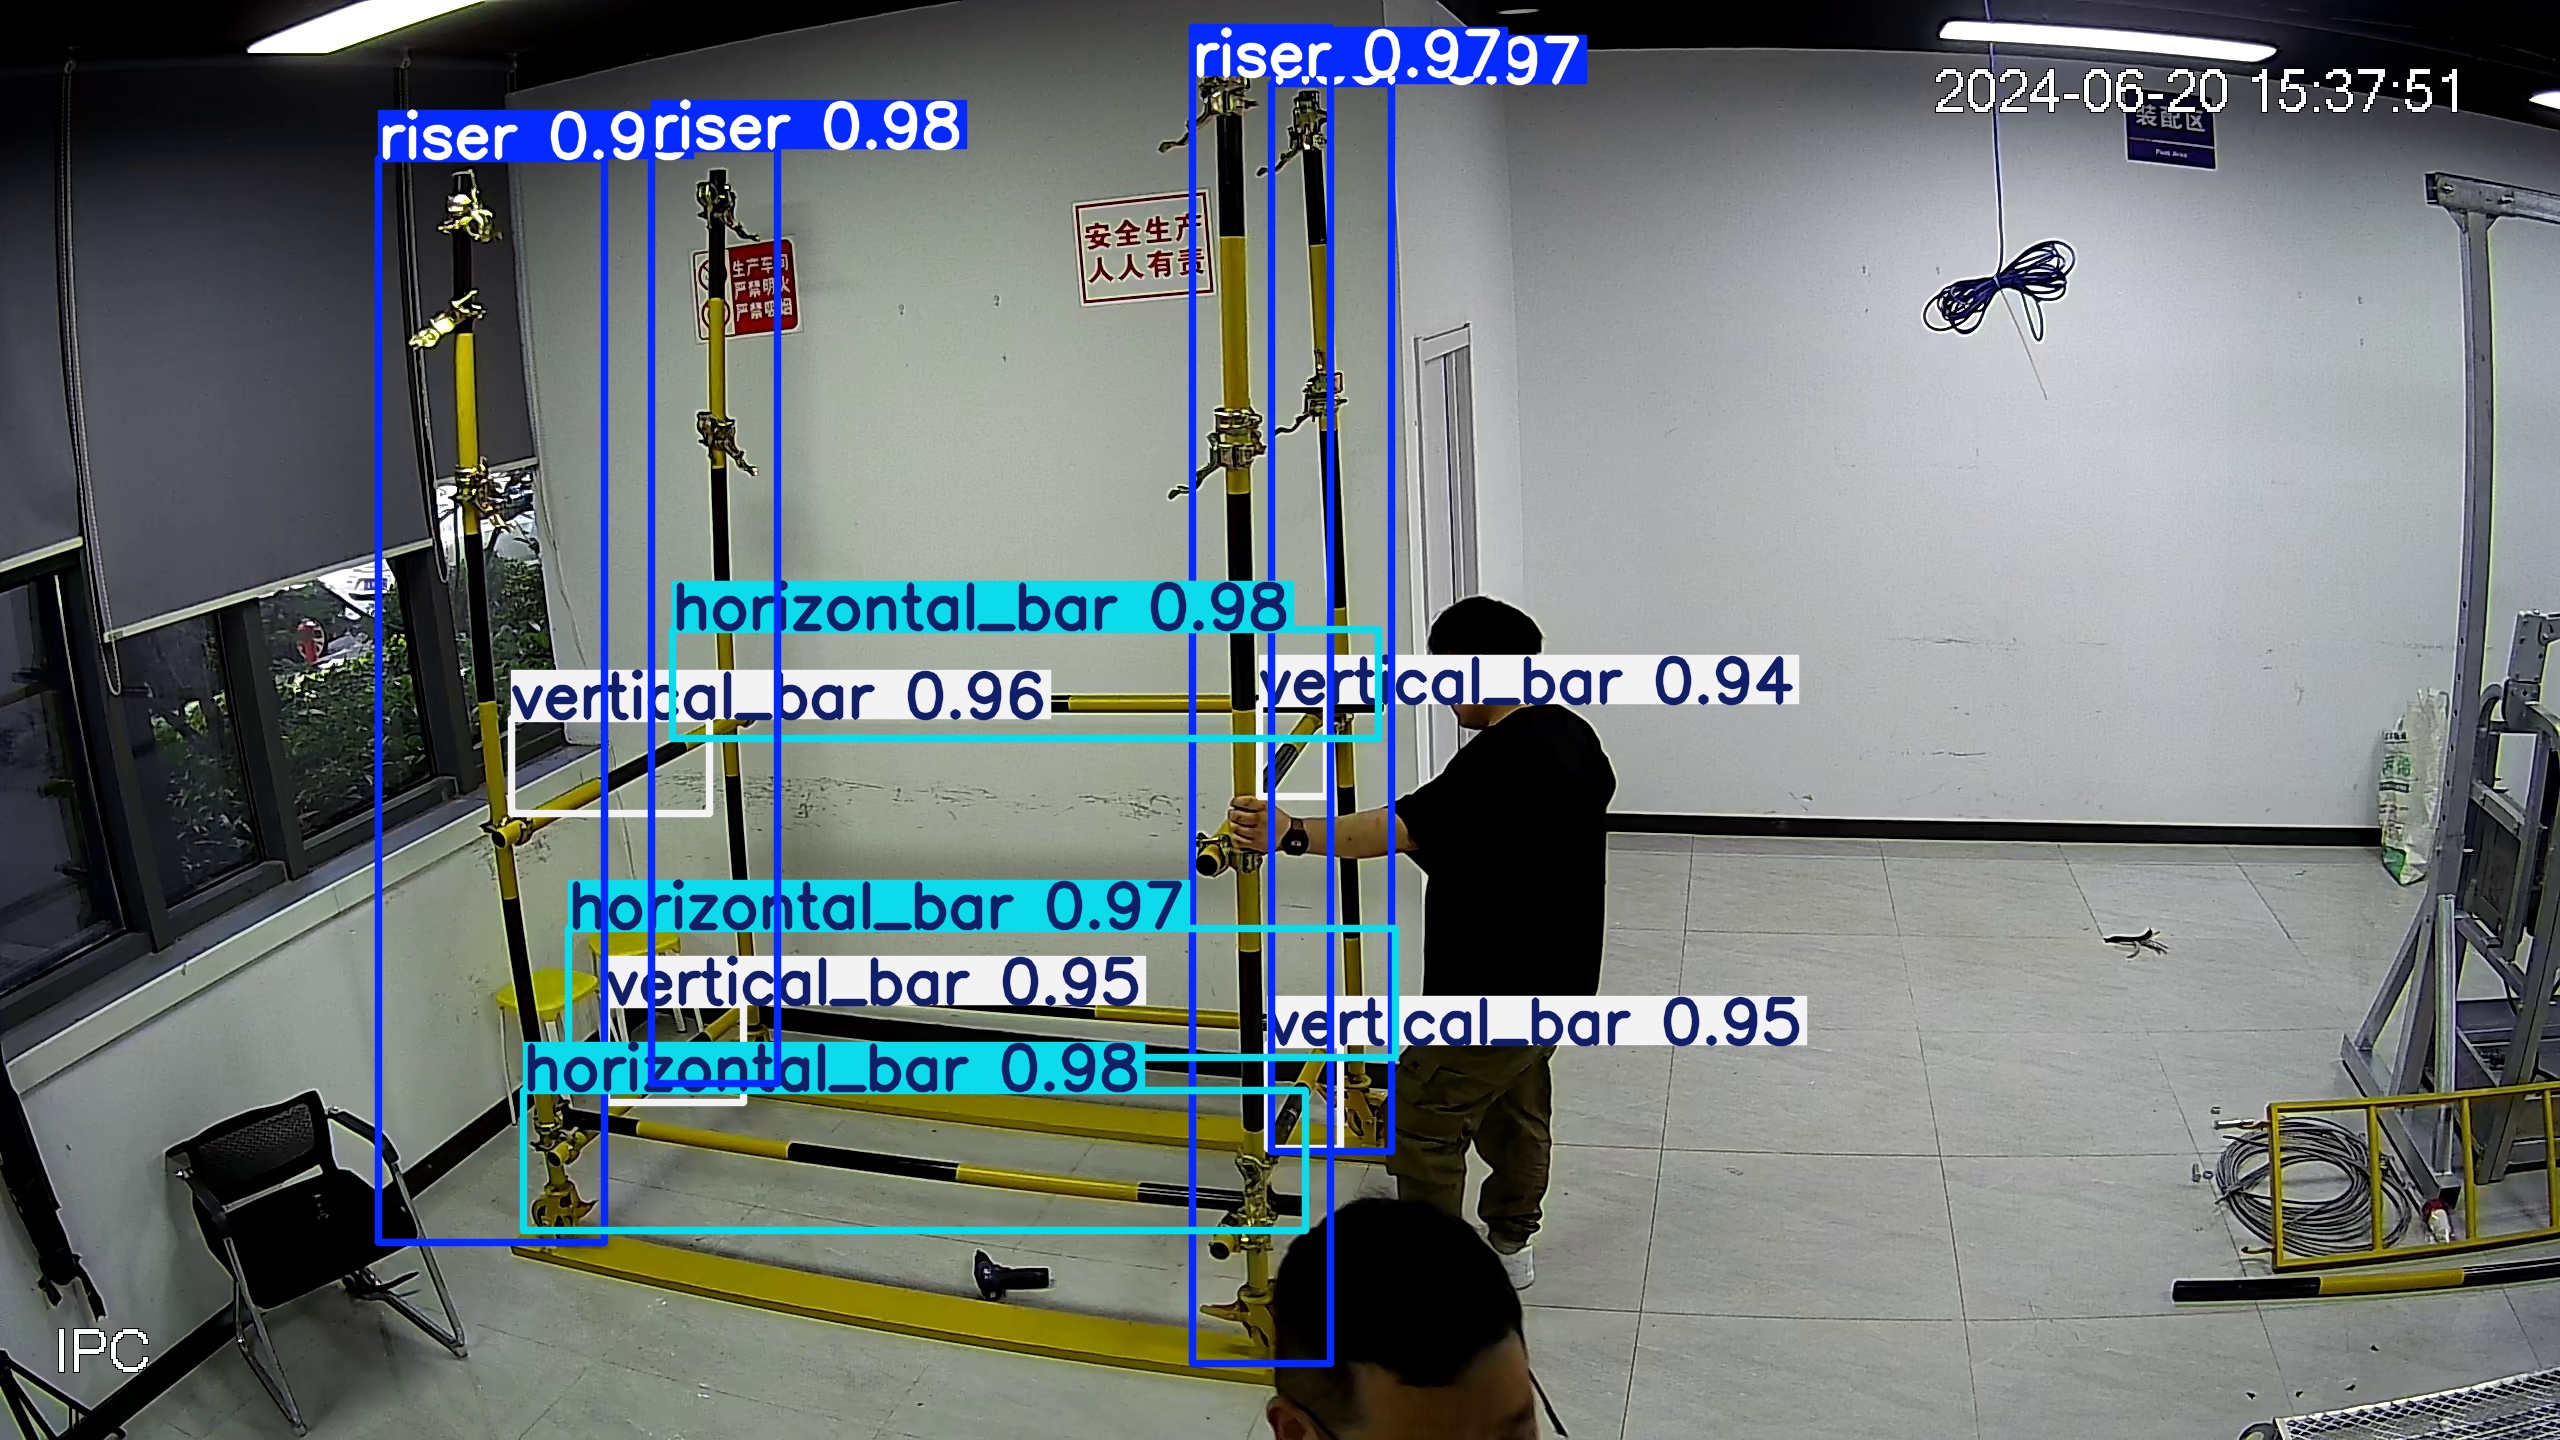 riser 0.97
2024-06-20 15:37:51
riser 0.9
riser 0.98
装配区
安全生产
人人有责
生产车间
严禁明火
严禁吸烟
horizontal_bar 0.98
vertical_bar 0.96
vertical_bar 0.94
horizontal_bar 0.97
vertical_bar 0.95
vertical_bar 0.95
horizontal_bar 0.98
IPC